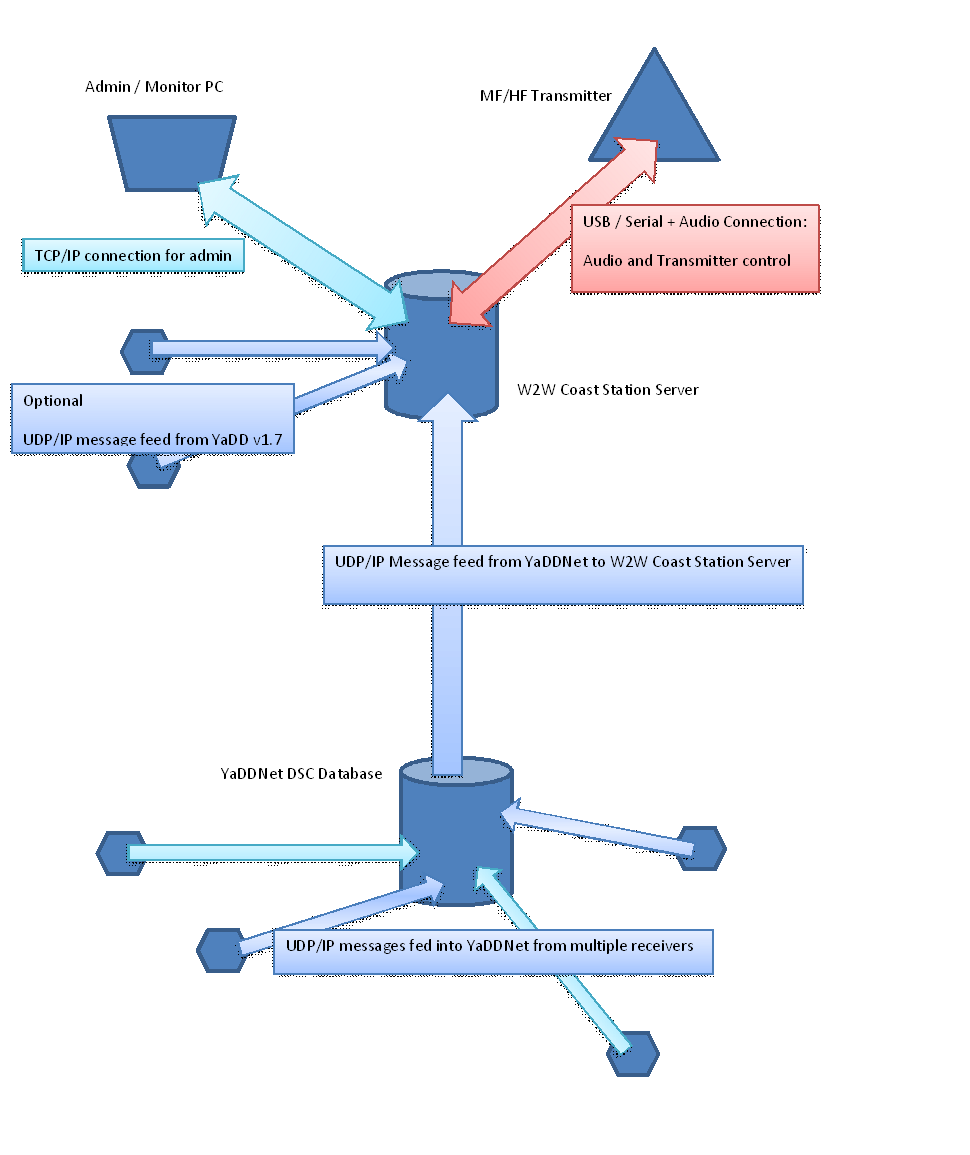 Admin / Monitor PC
MF/HF Transmitter
USB / Serial + Audio Connection:
Audio and Transmitter control
TCP/IP connection for admin
W2W Coast Station Server
Optional
UDP/IP message feed from YaDD v1.7
UDP/IP Message feed from YaDDNet to W2W Coast Station Server
YaDDNet DSC Database
UDP/IP messages fed into YaDDNet from multiple receivers